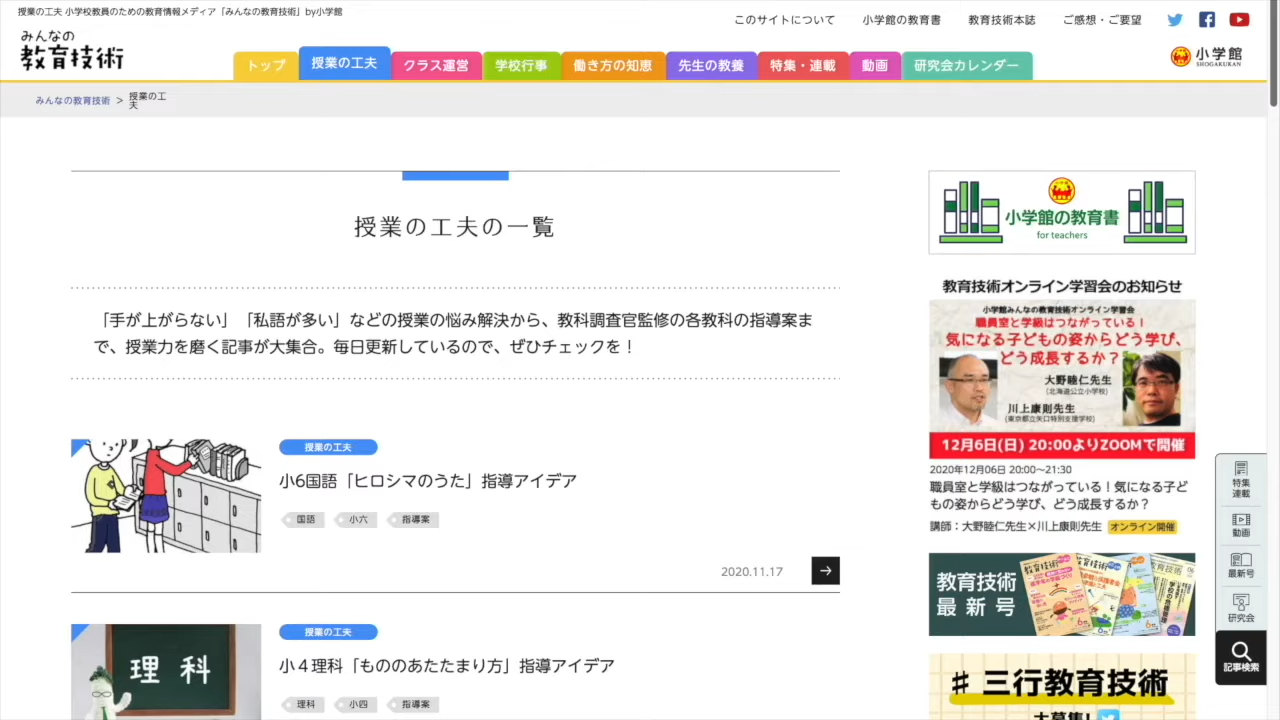 授業の工夫 小学校教員のための教育情報メディア「みんなの教育技術」by小学館
このサイトについて
小学館の教育書
教育技術本誌
ご感想・ご要望
みんなの
教育技術
トップ
授業の工夫
クラス運営
学校行事
働き方の知恵
先生の教養
特集・連載
動画
研究会カレンダー
小学館
SHOGAKUKAN
みんなの教育技術 > 授業の工
夫
授業の工夫の一覧
「手が上がらない」「私語が多い」などの授業の悩み解決から、教科調査官監修の各教科の指導案ま
で、授業力を磨く記事が大集合。毎日更新しているので、ぜひチェックを！
授業の工夫
小6国語「ヒロシマのうた」指導アイデア
国語
小六
指導案
2020.11.17
理科
授業の工夫
小４理科「もののあたたまり方」指導アイデア
理科
小四
指導案
小学館の教育書
for teachers
教育技術オンライン学習会のお知らせ
小学館みんなの教育技術オンライン学習会
職員室と学級はつながっている！
気になる子どもの姿からどう学び、
どう成長するか？
大野睦仁先生
(北海道公立小学校)
川上康則先生
(東京都立矢口特別支援学校)
12月6日(日) 20:00よりZOOMで開催
2020年12月06日 20:00〜21:30
職員室と学級はつながっている！気になる子ど
もの姿からどう学び、どう成長するか？
講師：大野睦仁先生×川上康則先生 オンライン開催
教育技術
最新号
♯三行教育技術
大募集!
特集
連載
動画
最新号
研究会
記事検索